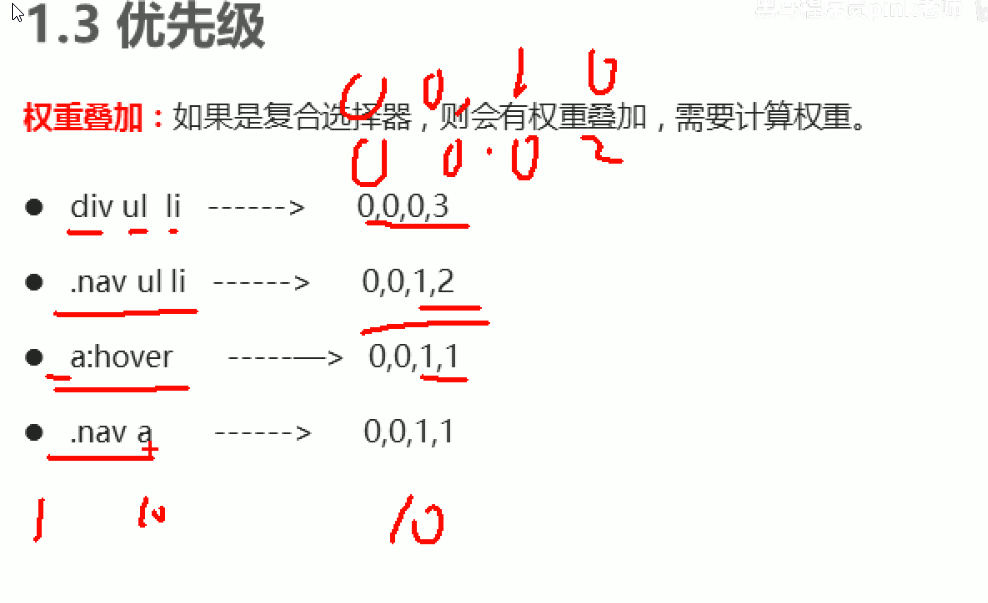 1.3 优先级
0 0, 1 0
权重叠加：如果是复合选择器，则会有权重叠加，需要计算权重。
0 0 . 0 2
● div ul li ------> 0,0,0,3
● .nav ul li ------> 0,0,1,2
● a:hover -----—> 0,0,1,1
● .nav a ------> 0,0,1,1
1 10 10